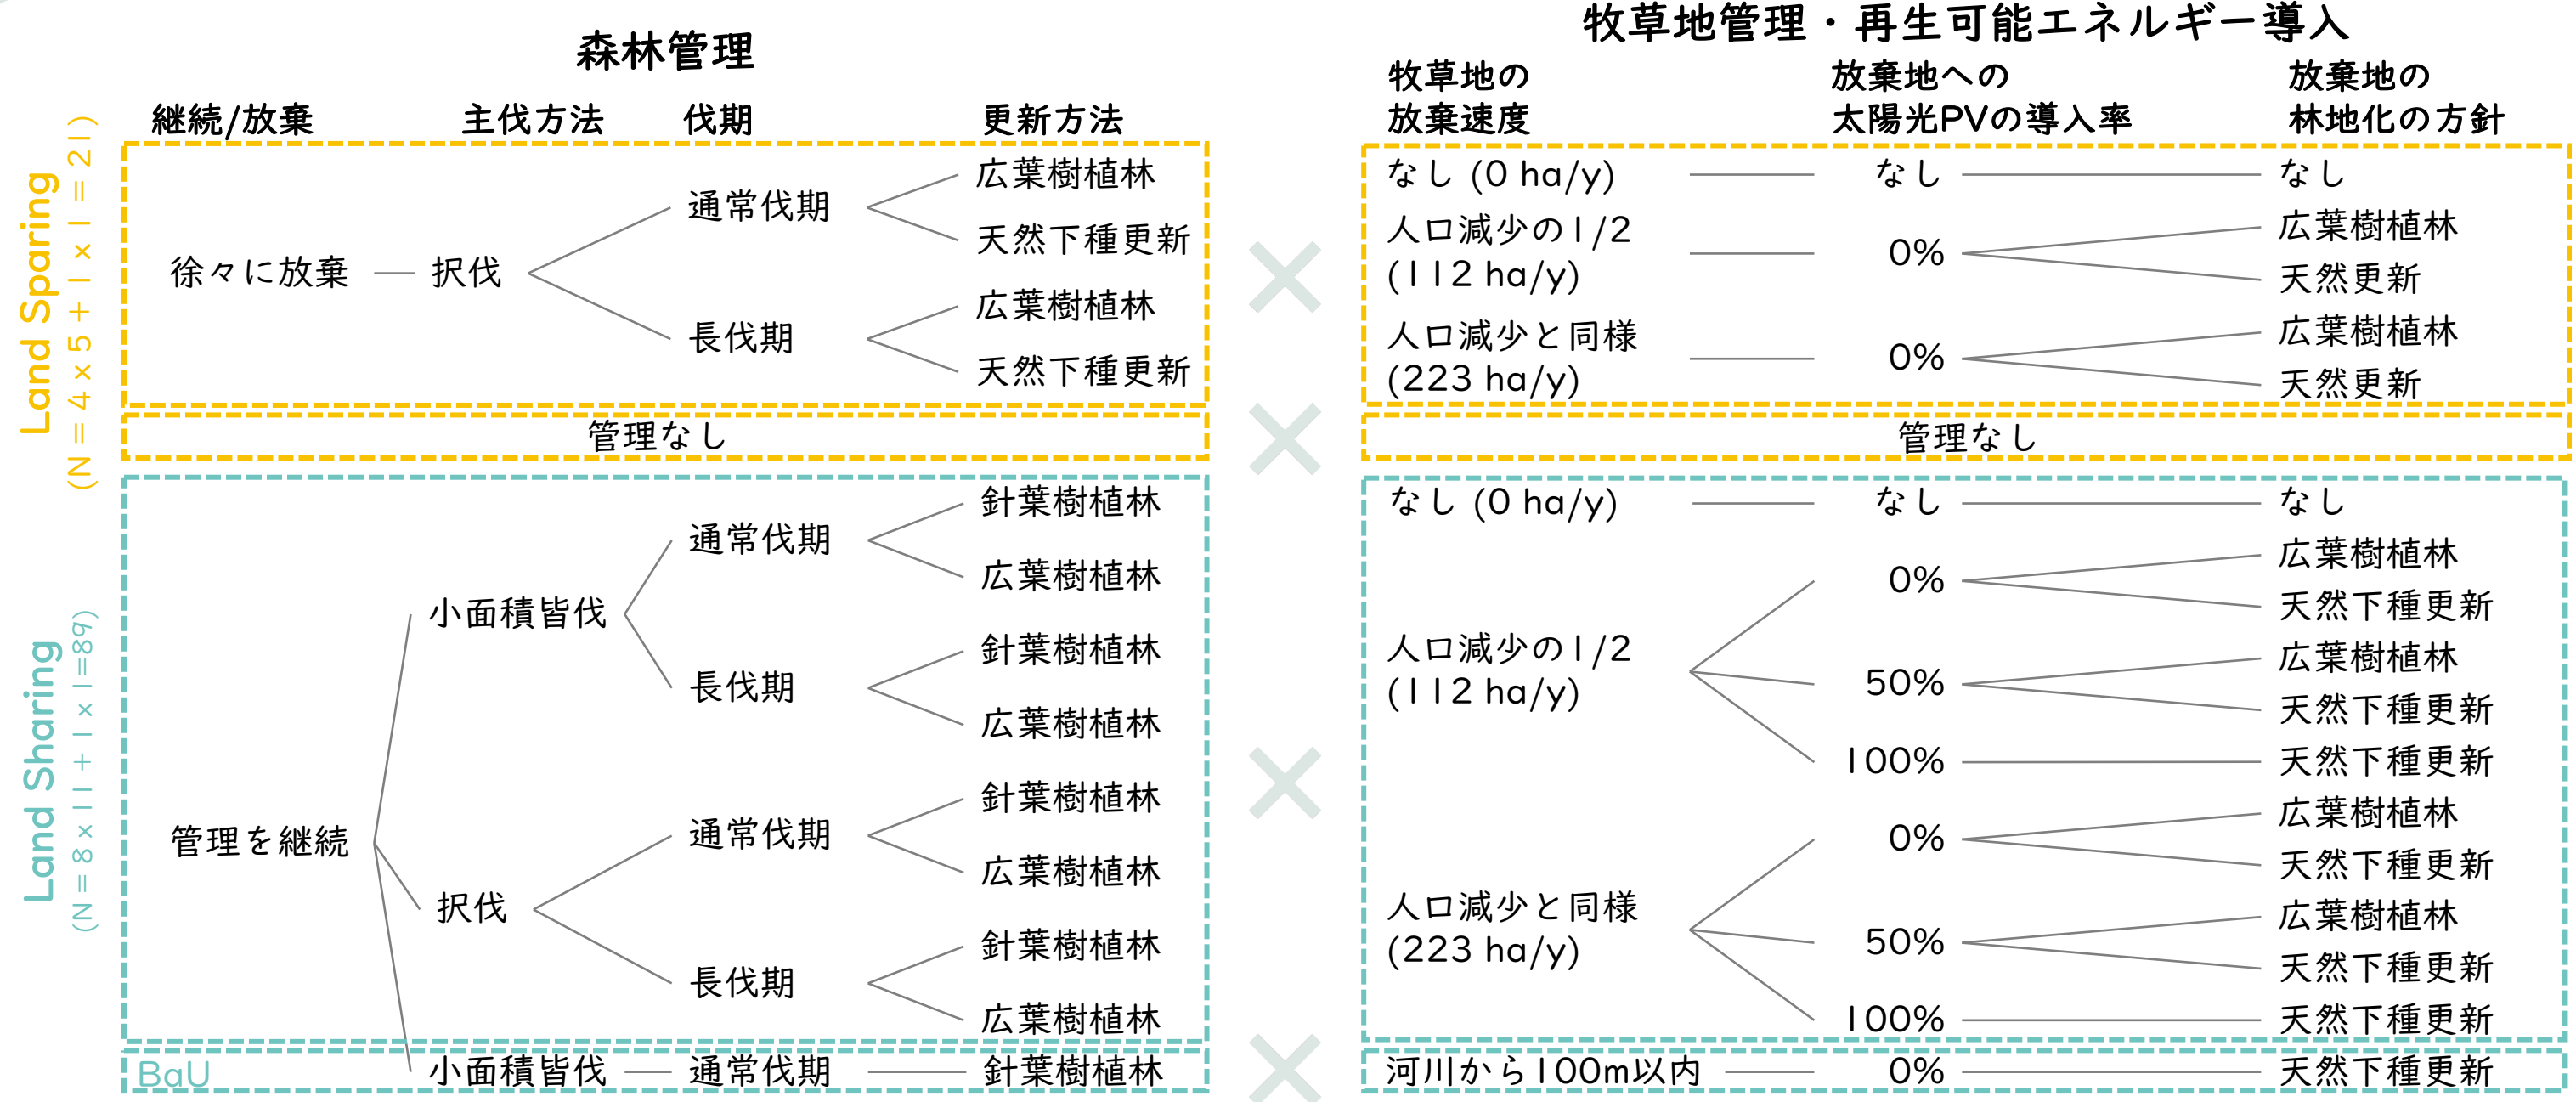 森林管理
牧草地管理・再生可能エネルギー導入
継続/放棄
主伐方法
伐期
更新方法
牧草地の
放棄速度
放棄地への
太陽光PVの導入率
放棄地の
林地化の方針
Land Sparing
(N = 4 x 5 + 1 x 1 = 21)
徐々に放棄
択伐
通常伐期
広葉樹植林
天然下種更新
長伐期
広葉樹植林
天然下種更新
なし (0 ha/y)
なし
なし
人口減少の1/2
(112 ha/y)
0%
広葉樹植林
天然更新
人口減少と同様
(223 ha/y)
0%
広葉樹植林
天然更新
管理なし
管理なし
Land Sharing
(N = 8 x 11 + 1 x 1=89)
管理を継続
小面積皆伐
通常伐期
針葉樹植林
広葉樹植林
長伐期
針葉樹植林
広葉樹植林
択伐
通常伐期
針葉樹植林
広葉樹植林
長伐期
針葉樹植林
広葉樹植林
なし (0 ha/y)
なし
なし
人口減少の1/2
(112 ha/y)
0%
広葉樹植林
天然下種更新
50%
広葉樹植林
天然下種更新
100%
天然下種更新
人口減少と同様
(223 ha/y)
0%
広葉樹植林
天然下種更新
50%
広葉樹植林
天然下種更新
100%
天然下種更新
BaU
小面積皆伐
通常伐期
針葉樹植林
河川から100m以内
0%
天然下種更新